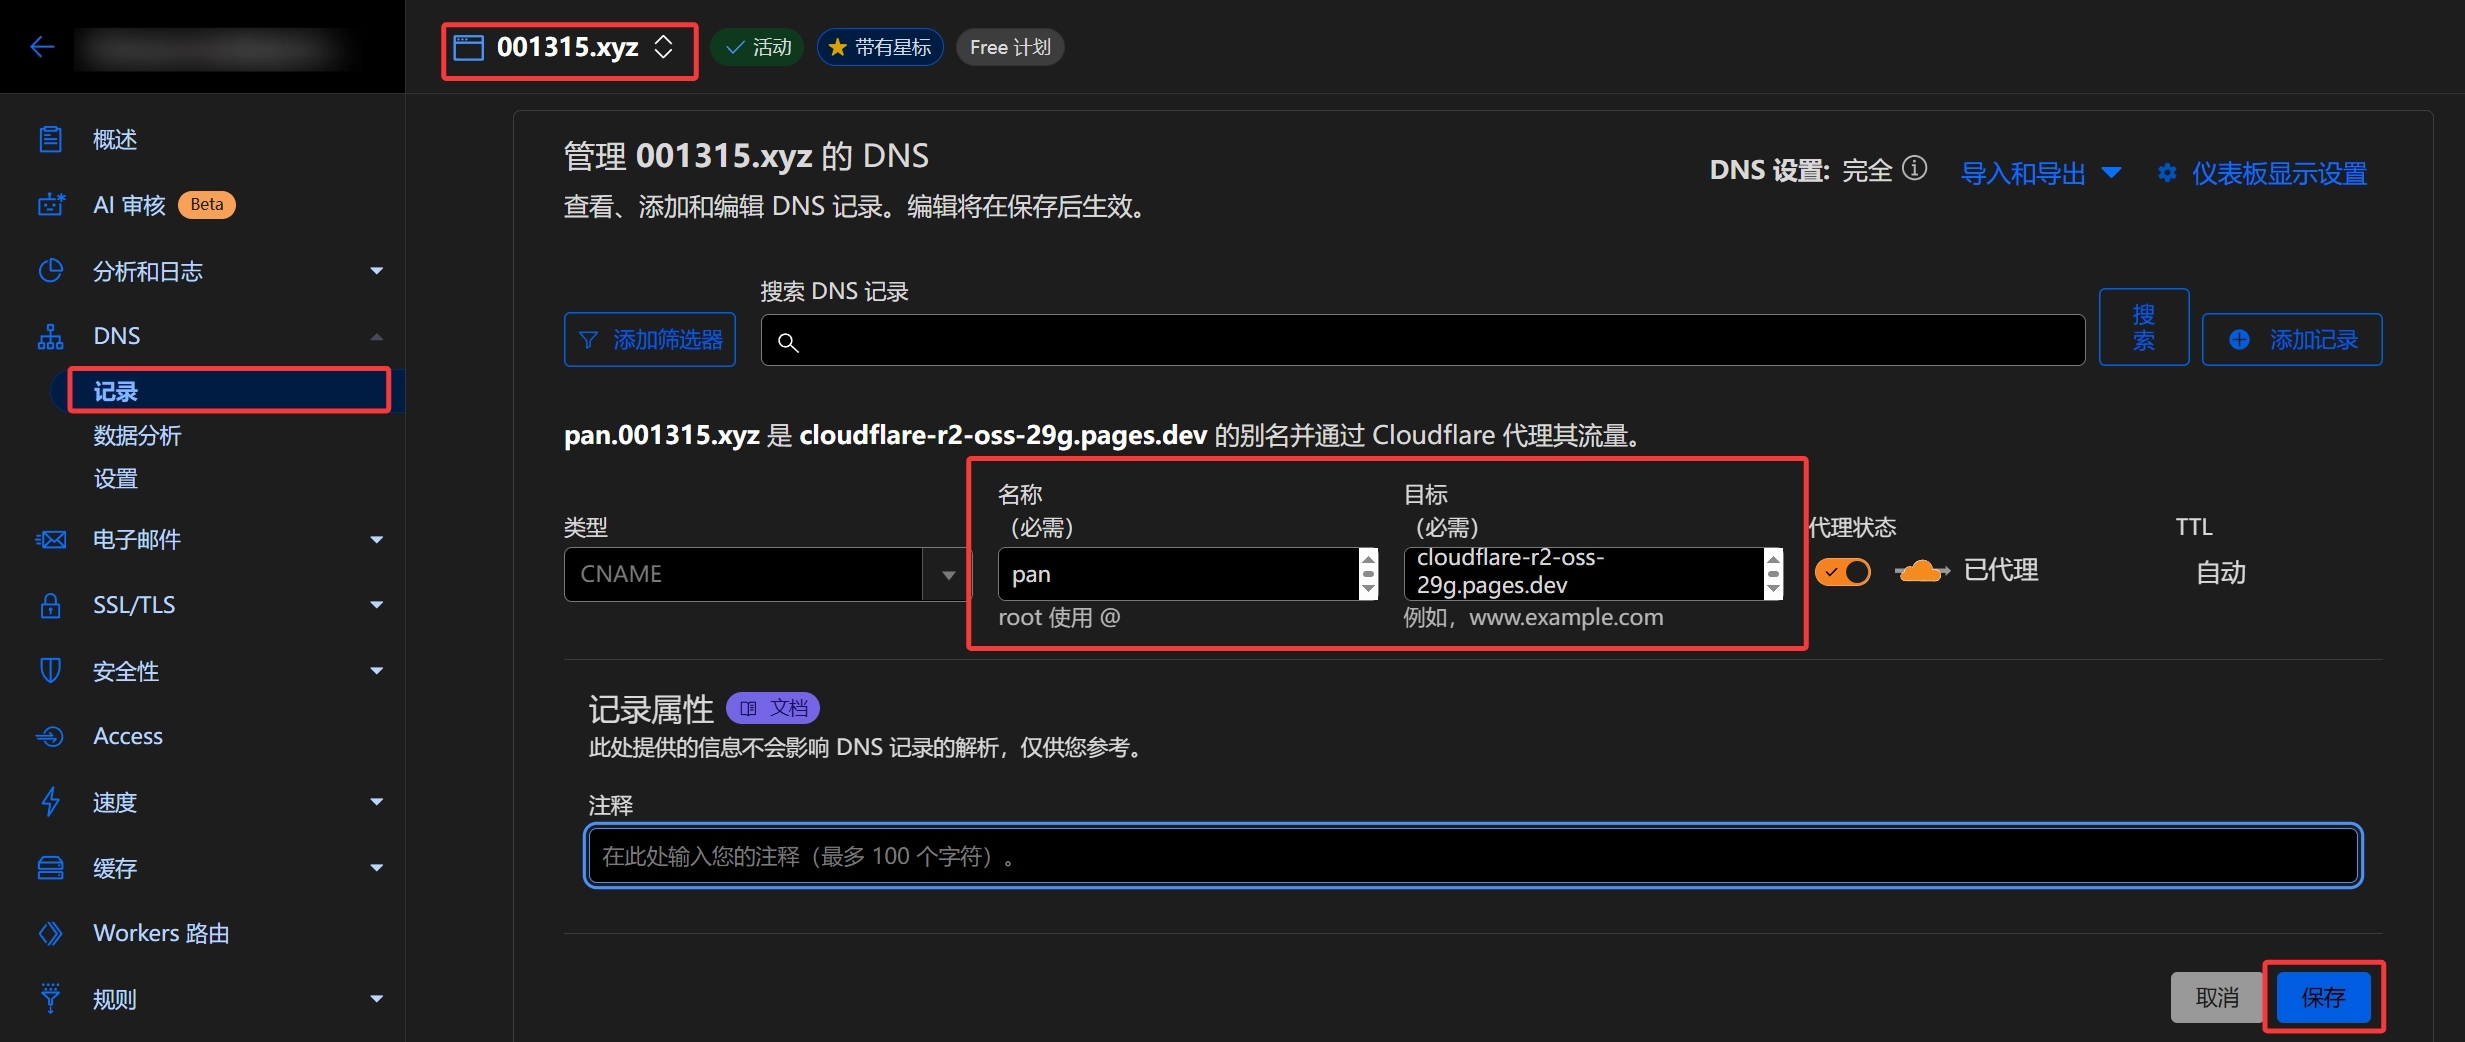 001315.xyz
活动
带有星标
Free 计划
概述
AI 审核 Beta
分析和日志
DNS
记录
数据分析
设置
电子邮件
SSL/TLS
安全性
Access
速度
缓存
Workers 路由
规则
管理 001315.xyz 的 DNS
查看、添加和编辑 DNS 记录。编辑将在保存后生效。
DNS 设置: 完全
导入和导出
仪表板显示设置
添加筛选器
搜索 DNS 记录
搜
索
添加记录
pan.001315.xyz 是 cloudflare-r2-oss-29g.pages.dev 的别名并通过 Cloudflare 代理其流量。
类型
CNAME
名称
（必需）
pan
root 使用 @
目标
（必需）
cloudflare-r2-oss-
29g.pages.dev
例如，www.example.com
代理状态
已代理
TTL
自动
记录属性 文档
此处提供的信息不会影响 DNS 记录的解析，仅供您参考。
注释
在此处输入您的注释（最多 100 个字符）。
取消
保存